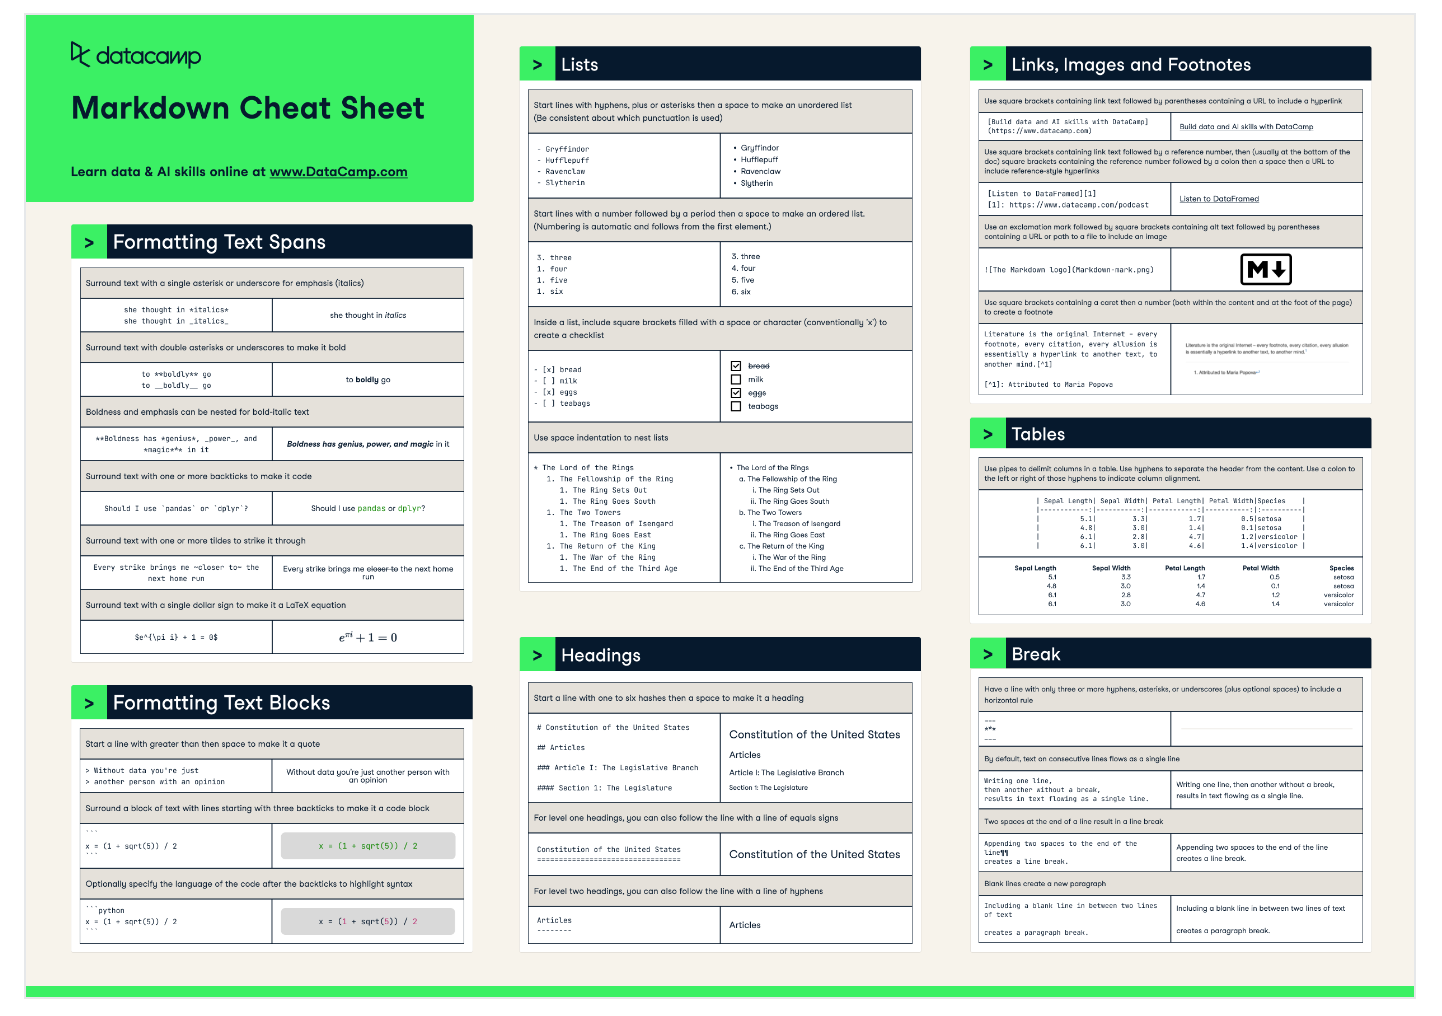 datacamp
Markdown Cheat Sheet
Learn data & AI skills online at www.DataCamp.com
> Formatting Text Spans
Surround text with a single asterisk or underscore for emphasis (italics)
she thought in *italics*
she thought in _italics_
she thought in italics
Surround text with double asterisks or underscores to make it bold
to **boldly** go
to __boldly__ go
to boldly go
Boldness and emphasis can be nested for bold-italic text
**Boldness has *genius*, _power_, and
*magic*** in it
Boldness has genius, power, and magic in it
Surround text with one or more backticks to make it code
Should I use `pandas` or `dplyr`?
Should I use pandas or dplyr?
Surround text with one or more tildes to strike it through
Every strike brings me ~closer to~ the
next home run
Every strike brings me closer to the next home
run
Surround text with a single dollar sign to make it a LaTeX equation
$e^{\pi i} + 1 = 0$
e^πi + 1 = 0
> Formatting Text Blocks
Start a line with greater than then space to make it a quote
> Without data you're just
> another person with an opinion
Without data you're just another person with
an opinion
Surround a block of text with lines starting with three backticks to make it a code block
```
x = (1 + sqrt(5)) / 2
```
x = (1 + sqrt(5)) / 2
Optionally specify the language of the code after the backticks to highlight syntax
```python
x = (1 + sqrt(5)) / 2
```
x = (1 + sqrt(5)) / 2
> Lists
Start lines with hyphens, plus or asterisks then a space to make an unordered list
(Be consistent about which punctuation is used)
- Gryffindor
- Hufflepuff
- Ravenclaw
- Slytherin
• Gryffindor
• Hufflepuff
• Ravenclaw
• Slytherin
Start lines with a number followed by a period then a space to make an ordered list.
(Numbering is automatic and follows from the first element.)
3. three
1. four
1. five
1. six
3. three
4. four
5. five
6. six
Inside a list, include square brackets filled with a space or character (conventionally 'x') to
create a checklist
- [x] bread
- [ ] milk
- [x] eggs
- [ ] teabags
bread
milk
eggs
teabags
Use space indentation to nest lists
* The Lord of the Rings
1. The Fellowship of the Ring
1. The Ring Sets Out
1. The Ring Goes South
1. The Two Towers
1. The Treason of Isengard
1. The Ring Goes East
1. The Return of the King
1. The War of the Ring
1. The End of the Third Age
• The Lord of the Rings
a. The Fellowship of the Ring
i. The Ring Sets Out
ii. The Ring Goes South
b. The Two Towers
i. The Treason of Isengard
ii. The Ring Goes East
c. The Return of the King
i. The War of the Ring
ii. The End of the Third Age
> Headings
Start a line with one to six hashes then a space to make it a heading
# Constitution of the United States
## Articles
### Article I: The Legislative Branch
#### Section 1: The Legislature
Constitution of the United States
Articles
Article I: The Legislative Branch
Section 1: The Legislature
For level one headings, you can also follow the line with a line of equals signs
Constitution of the United States
=================================
Constitution of the United States
For level two headings, you can also follow the line with a line of hyphens
Articles
--------
Articles
> Links, Images and Footnotes
Use square brackets containing link text followed by parentheses containing a URL to include a hyperlink
[Build data and AI skills with DataCamp]
(https://www.datacamp.com)
Build data and AI skills with DataCamp
Use square brackets containing link text followed by a reference number, then (usually at the bottom of the
doc) square brackets containing the reference number followed by a colon then a space then a URL to
include reference-style hyperlinks
[Listen to DataFramed][1]
[1]: https://www.datacamp.com/podcast
Listen to DataFramed
Use an exclamation mark followed by square brackets containing alt text followed by parentheses
containing a URL or path to a file to include an image
![The Markdown logo](Markdown-mark.png)
M
Use square brackets containing a caret then a number (both within the content and at the foot of the page)
to create a footnote
Literature is the original Internet – every
footnote, every citation, every allusion is
essentially a hyperlink to another text, to
another mind.[^1]
[^1]: Attributed to Maria Popova
Literature is the original Internet – every footnote, every citation, every allusion
is essentially a hyperlink to another text, to another mind.¹
1. Attributed to Maria Popova
> Tables
Use pipes to delimit columns in a table. Use hyphens to separate the header from the content. Use a colon to
the left or right of those hyphens to indicate column alignment.
| Sepal Length| Sepal Width| Petal Length| Petal Width|Species |
|------------:|-----------:|------------:|-----------:|:----------|
| 5.1| 3.3| 1.7| 0.5|setosa |
| 4.8| 3.0| 1.4| 0.1|setosa |
| 6.1| 2.8| 4.7| 1.2|versicolor |
| 6.1| 3.0| 4.6| 1.4|versicolor |
Sepal Length Sepal Width Petal Length Petal Width Species
5.1 3.3 1.7 0.5 setosa
4.8 3.0 1.4 0.1 setosa
6.1 2.8 4.7 1.2 versicolor
6.1 3.0 4.6 1.4 versicolor
> Break
Have a line with only three or more hyphens, asterisks, or underscores (plus optional spaces) to include a
horizontal rule
---
***
___
By default, text on consecutive lines flows as a single line
Writing one line,
then another without a break,
results in text flowing as a single line.
Writing one line, then another without a break,
results in text flowing as a single line.
Two spaces at the end of a line result in a line break
Appending two spaces to the end of the
line¶¶
creates a line break.
Appending two spaces to the end of the line
creates a line break.
Blank lines create a new paragraph
Including a blank line in between two lines
of text
creates a paragraph break.
Including a blank line in between two lines of text
creates a paragraph break.